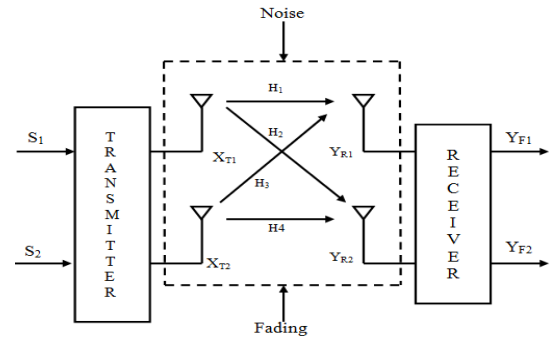 Noise
S1
TRANSMITTER
XT1
XT2
H1
H2
H3
H4
YR1
YR2
RECEIVER
YF1
YF2
S2
Fading